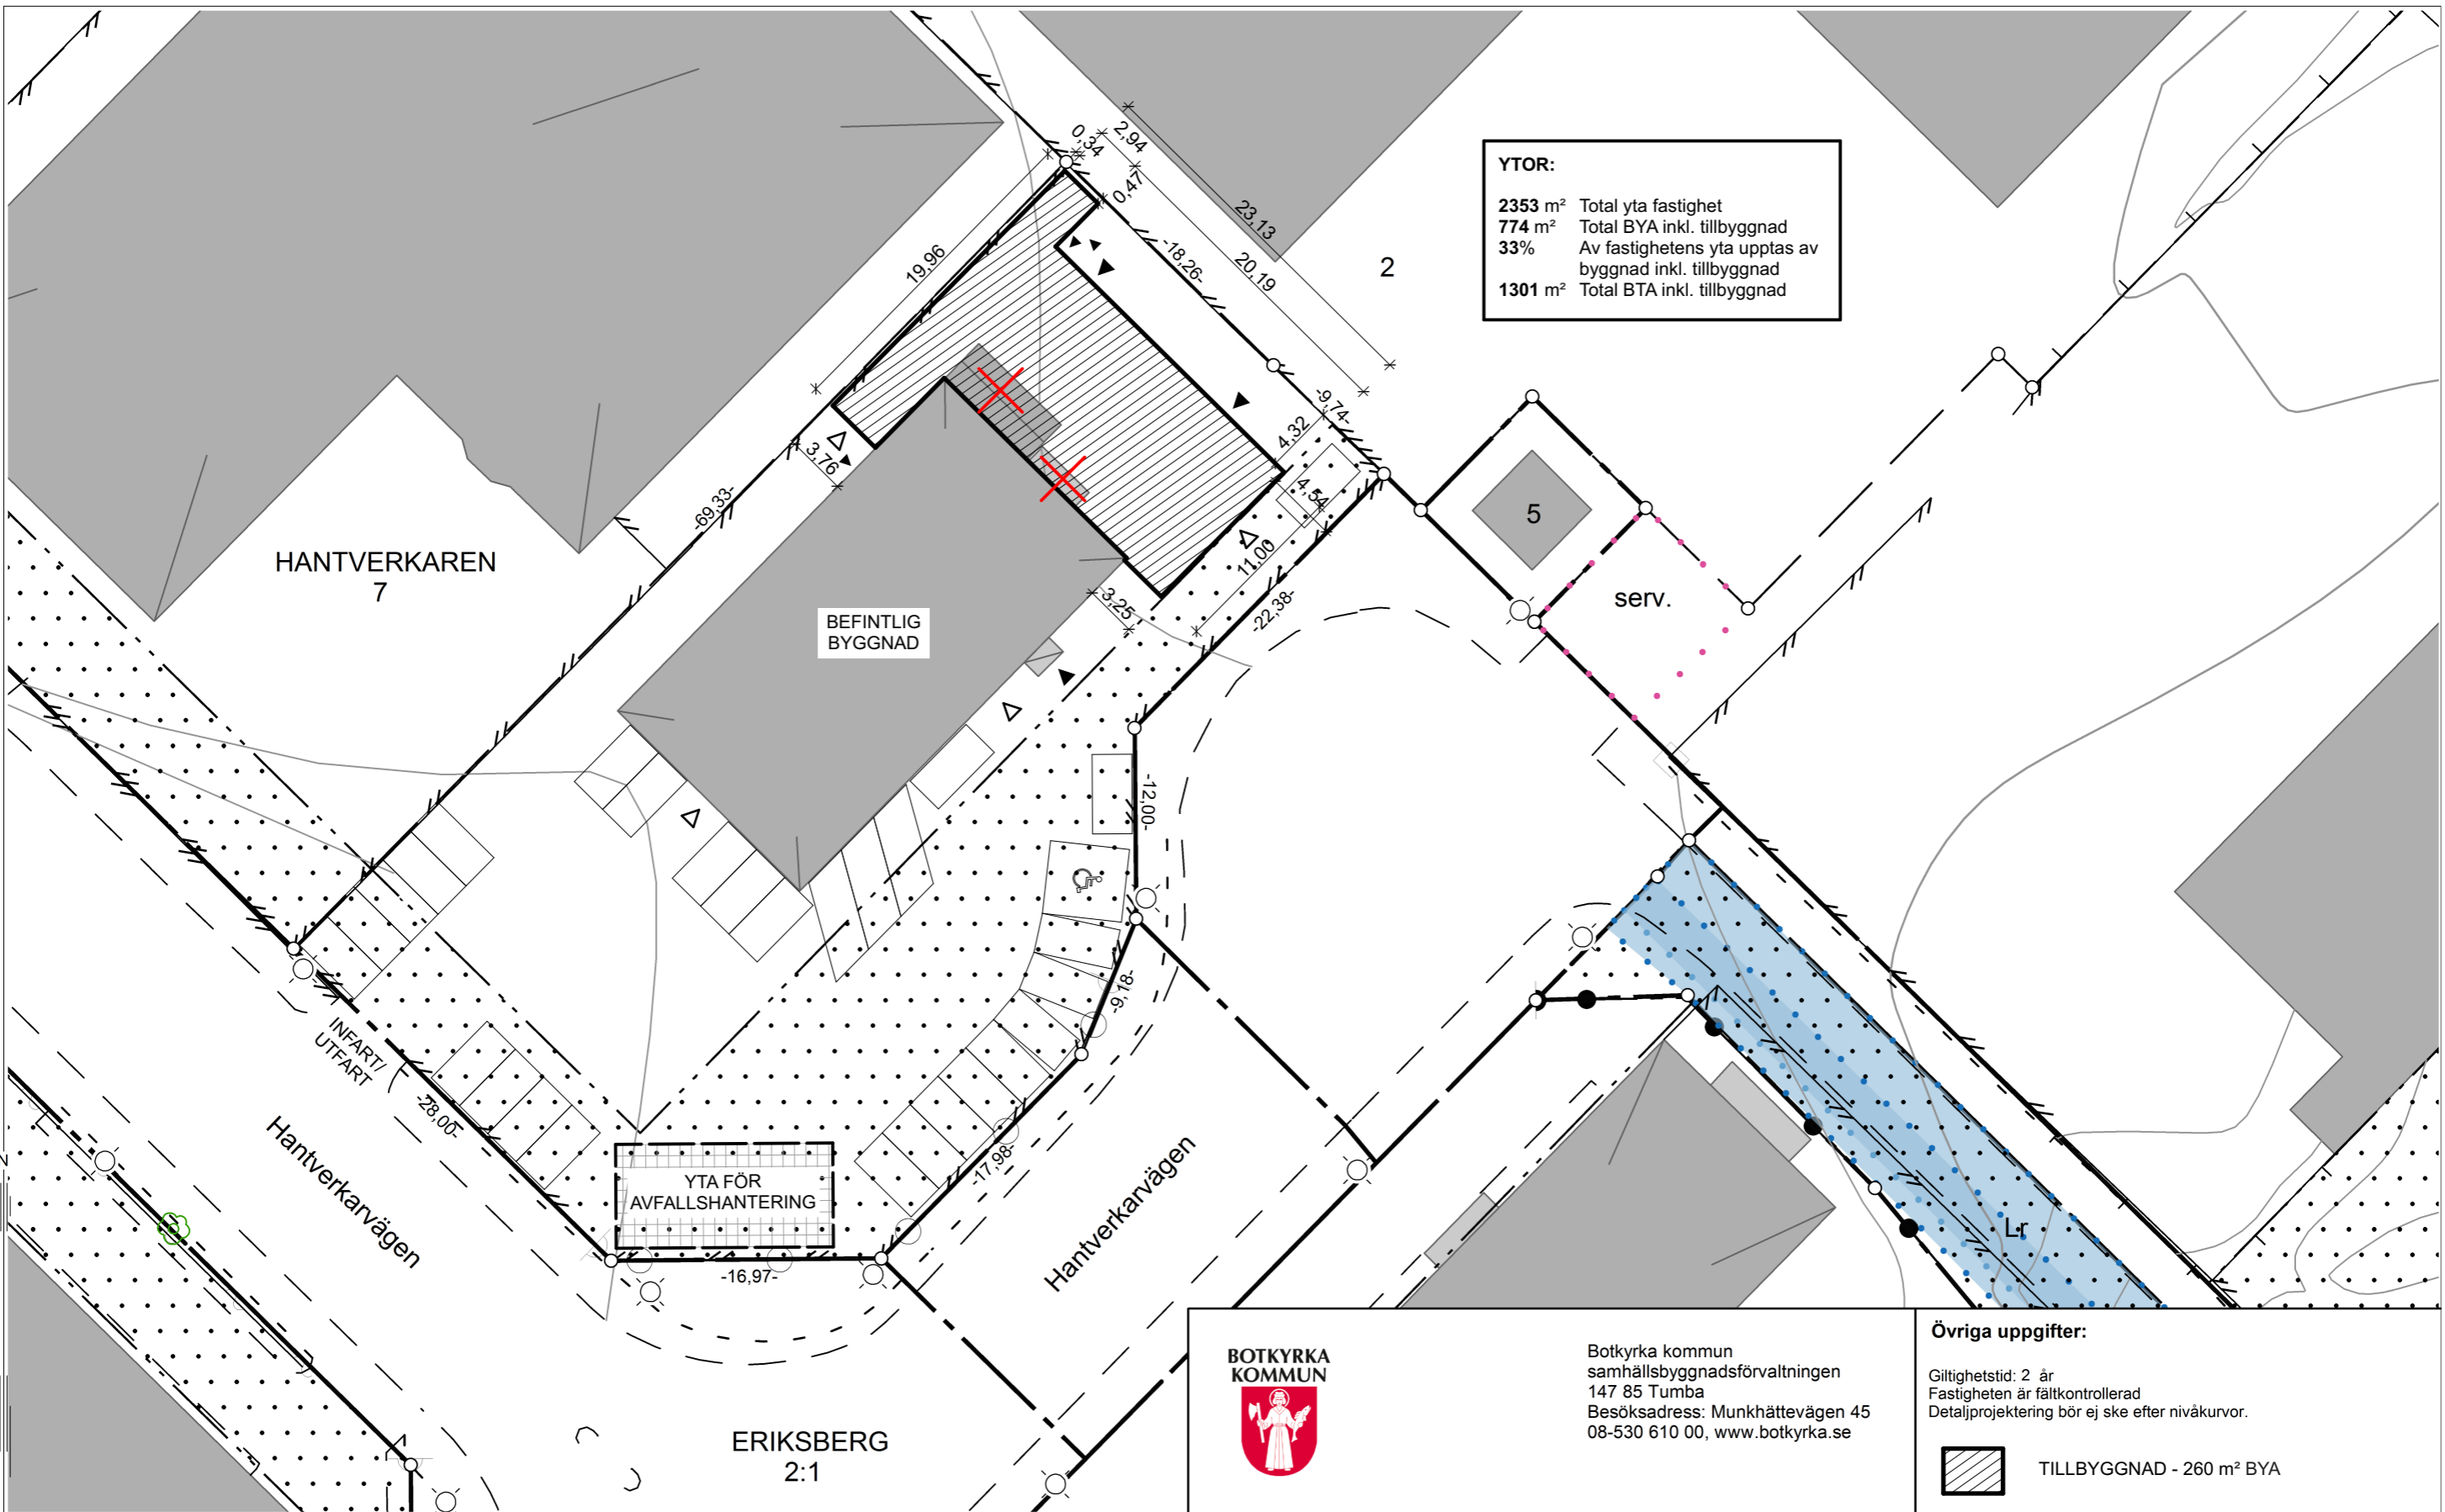 0,34
2,94
0,47
23,13
19,96
-18,26-
20,19
2
YTOR:
2353 m² Total yta fastighet
774 m² Total BYA inkl. tillbyggnad
33% Av fastighetens yta upptas av
byggnad inkl. tillbyggnad
1301 m² Total BTA inkl. tillbyggnad
-9,74-
4,32
3,76
4,54
-69,33-
5
11,00
HANTVERKAREN
7
3,25
-22,38-
serv.
BEFINTLIG
BYGGNAD
-12,00-
-9,18-
INFART/
UTFART
-28,00-
Hantverkarvägen
YTA FÖR
AVFALLSHANTERING
-17,98-
-16,97-
Hantverkarvägen
Lr
ERIKSBERG
2:1
BOTKYRKA
KOMMUN
Botkyrka kommun
samhällsbyggnadsförvaltningen
147 85 Tumba
Besöksadress: Munkhättevägen 45
08-530 610 00, www.botkyrka.se
Övriga uppgifter:
Giltighetstid: 2 år
Fastigheten är fältkontrollerad
Detaljprojektering bör ej ske efter nivåkurvor.
TILLBYGGNAD - 260 m² BYA